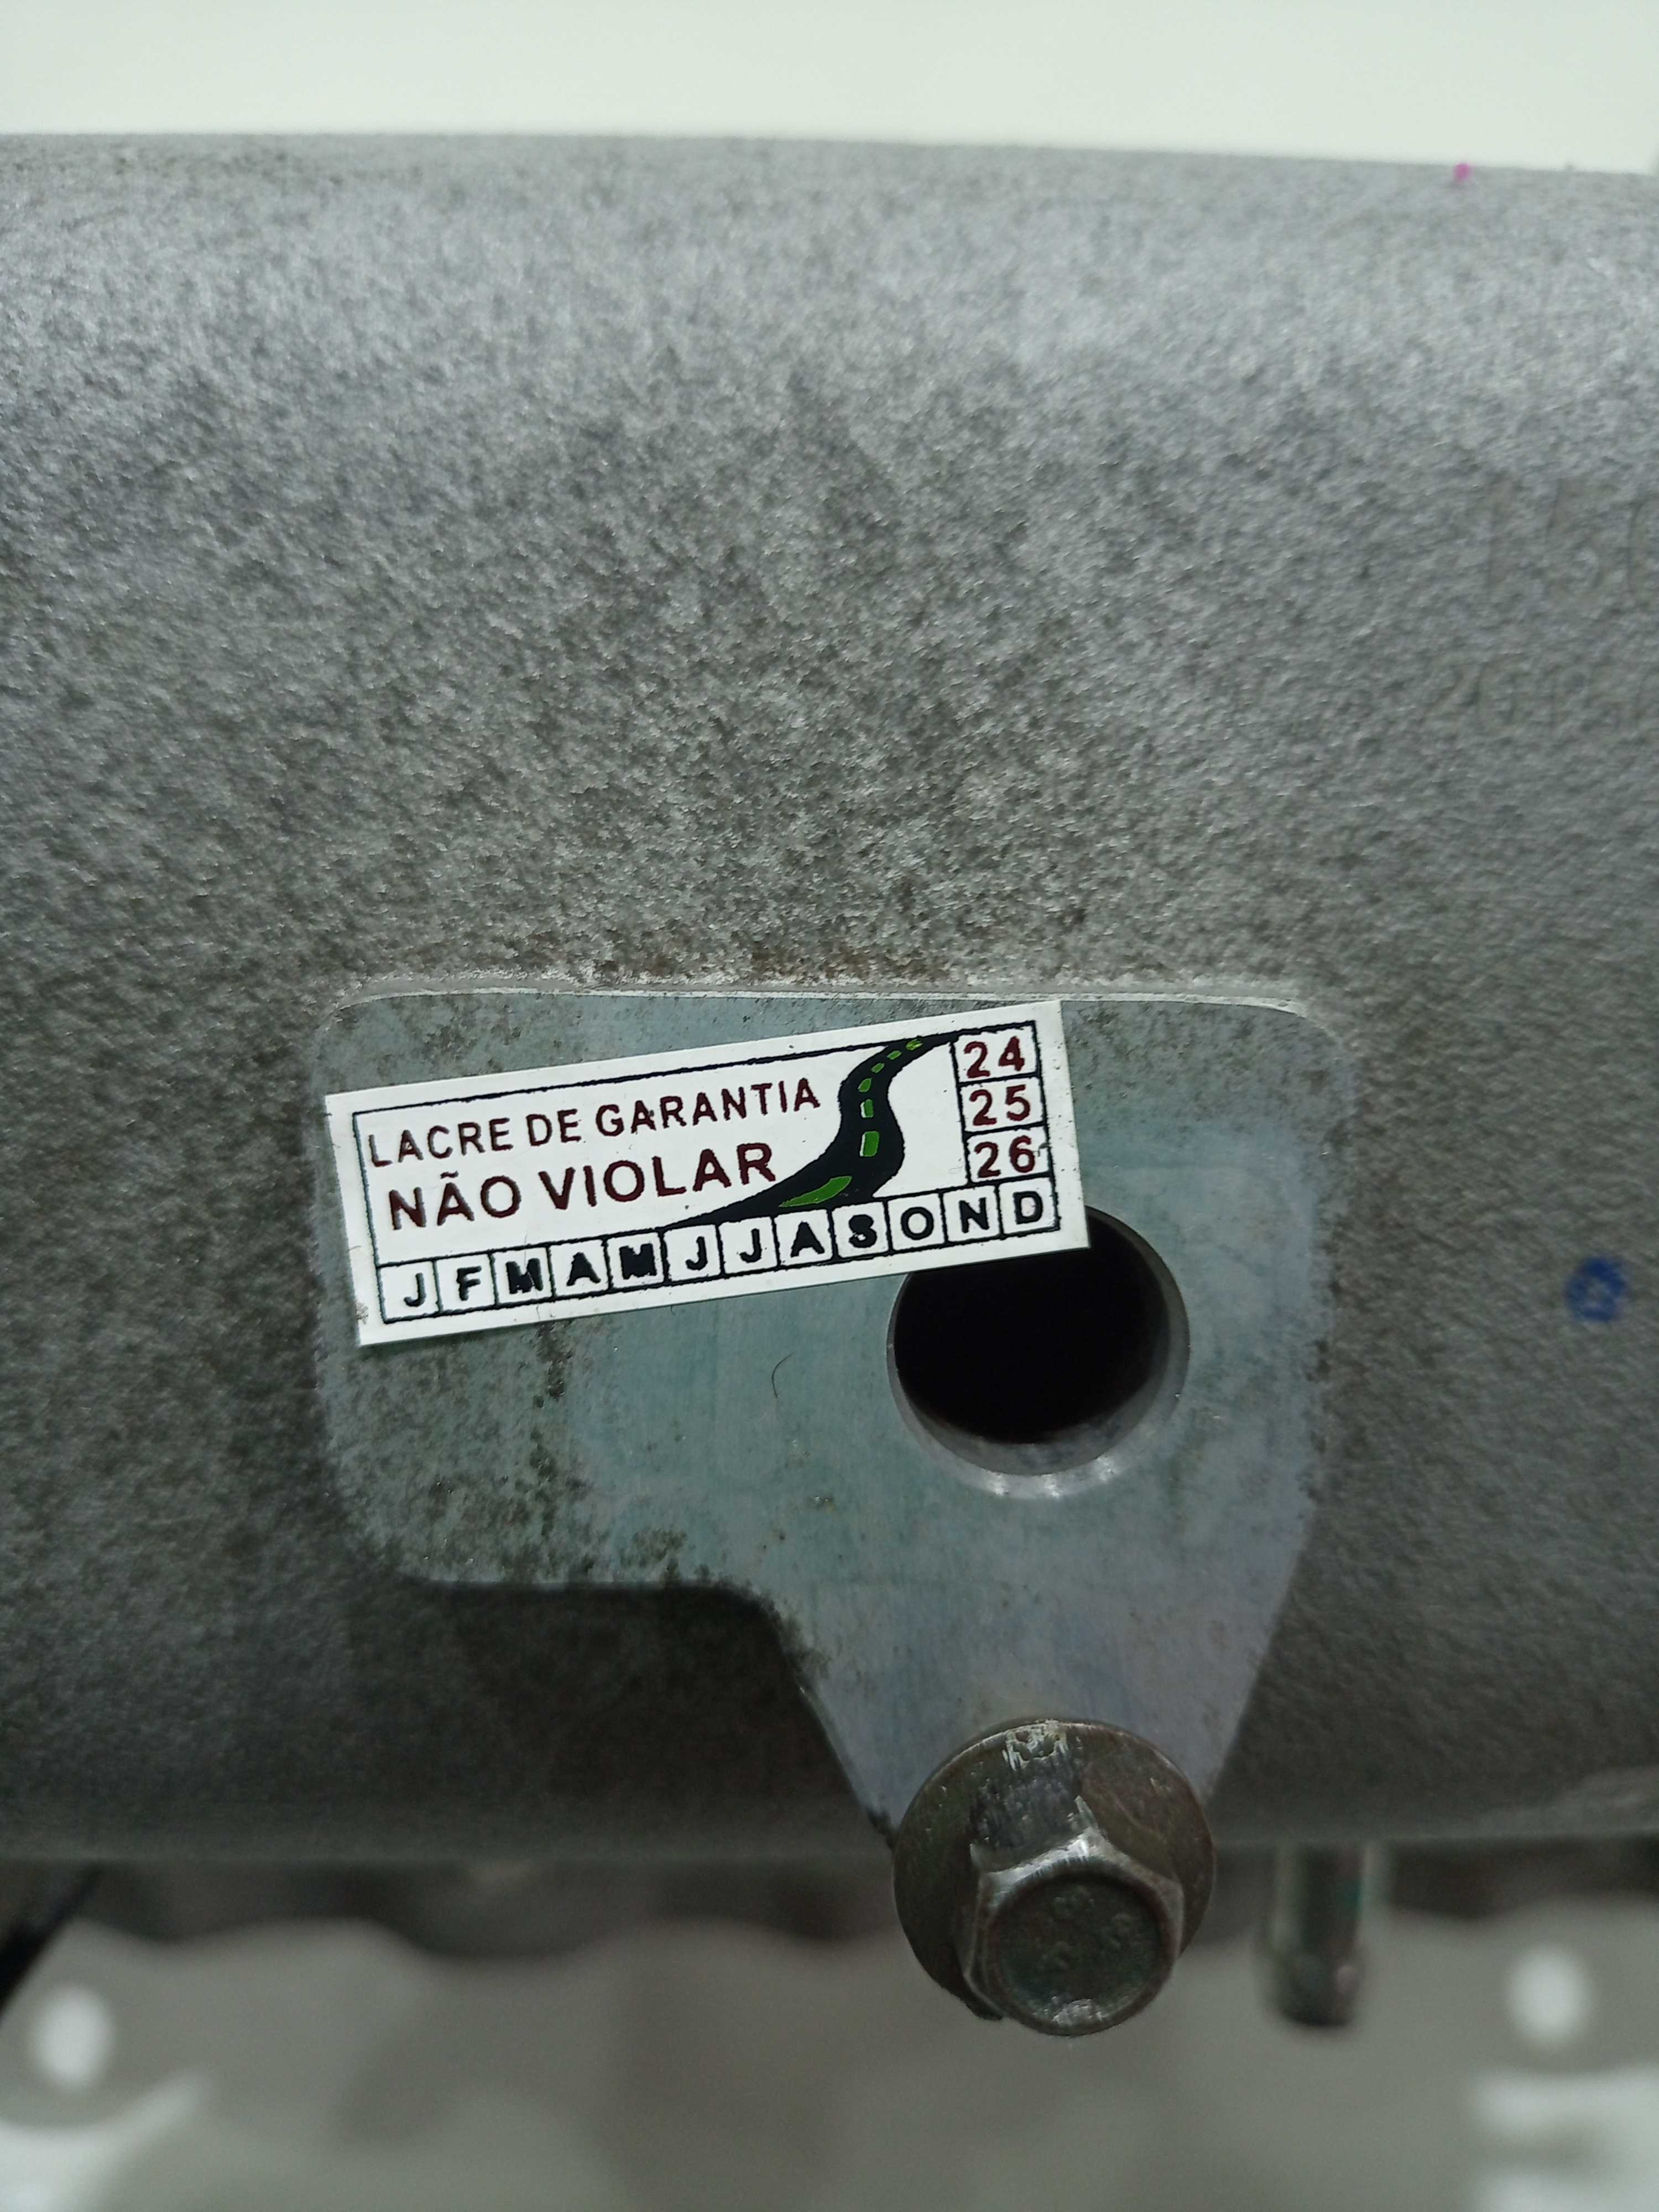 LACRE DE GARANTIA
NÃO VIOLAR
24
25
26
J F M A M J J A S O N D